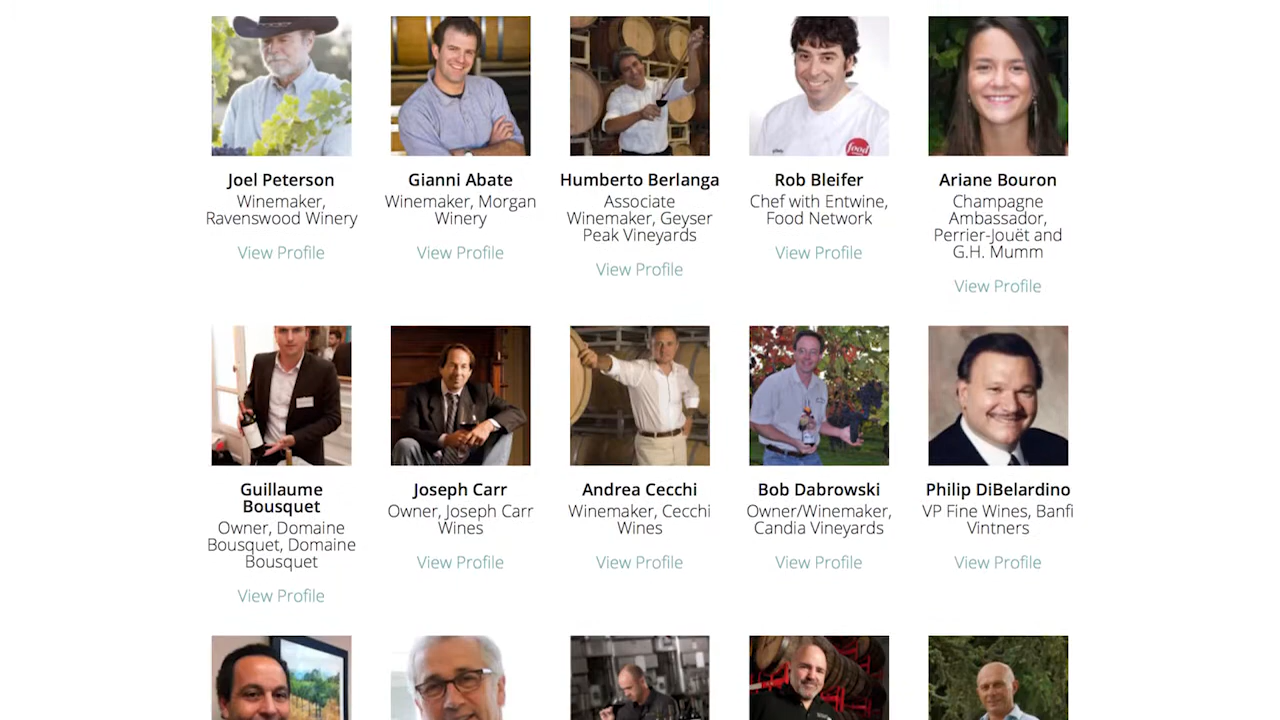 Joel Peterson
Winemaker,
Ravenswood Winery
View Profile
Gianni Abate
Winemaker, Morgan
Winery
View Profile
Humberto Berlanga
Associate
Winemaker, Geyser
Peak Vineyards
View Profile
food
Rob Bleifer
Chef with Entwine,
Food Network
View Profile
Ariane Bouron
Champagne
Ambassador,
Perrier-Jouët and
G.H. Mumm
View Profile
Guillaume
Bousquet
Owner, Domaine
Bousquet, Domaine
Bousquet
View Profile
Joseph Carr
Owner, Joseph Carr
Wines
View Profile
Andrea Cecchi
Winemaker, Cecchi
Wines
View Profile
Bob Dabrowski
Owner/Winemaker,
Candia Vineyards
View Profile
Philip DiBelardino
VP Fine Wines, Banfi
Vintners
View Profile